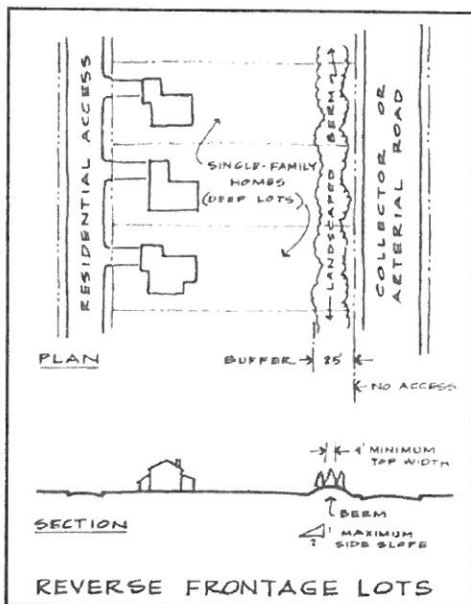 RESIDENTIAL ACCESS
SINGLE-FAMILY
HOMES
(DEEP LOTS)
LANDSCAPED BERM
COLLECTOR OR
ARTERIAL ROAD
PLAN
BUFFER 25'
NO ACCESS
4' MINIMUM
TOP WIDTH
BERM
SECTION
1
2
MAXIMUM
SIDE SLOPE
REVERSE FRONTAGE LOTS